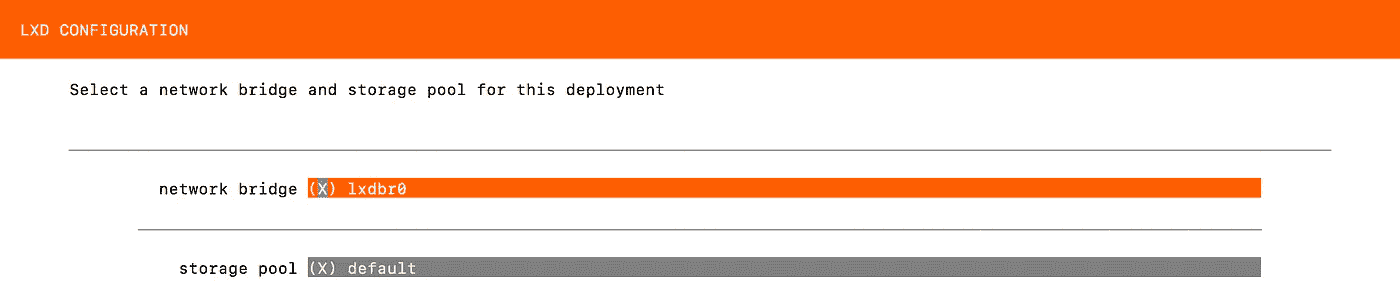 LXD CONFIGURATION
Select a network bridge and storage pool for this deployment
network bridge (X) lxdbr0
storage pool (X) default